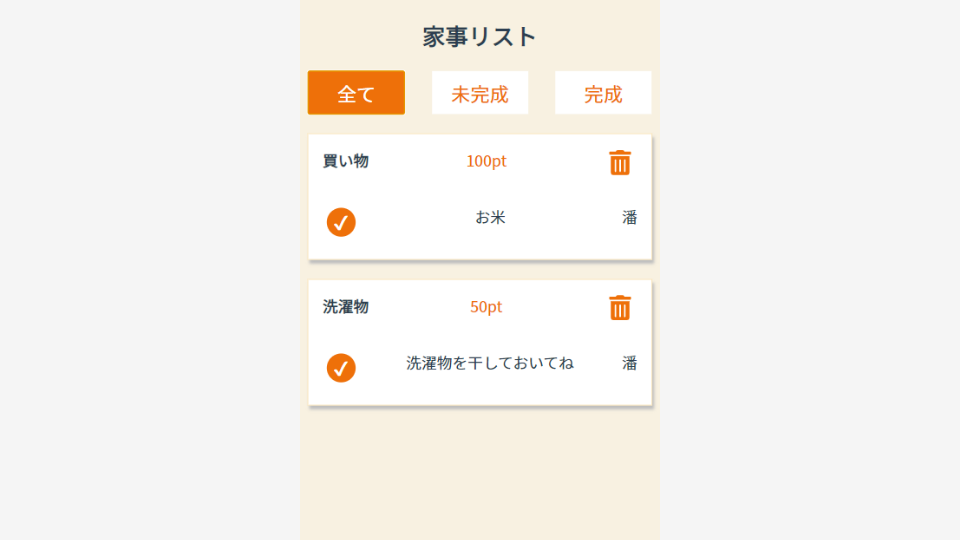 家事リスト
全て 未完成 完成
買い物 100pt
お米 潘
洗濯物 50pt
洗濯物を干しておいてね 潘